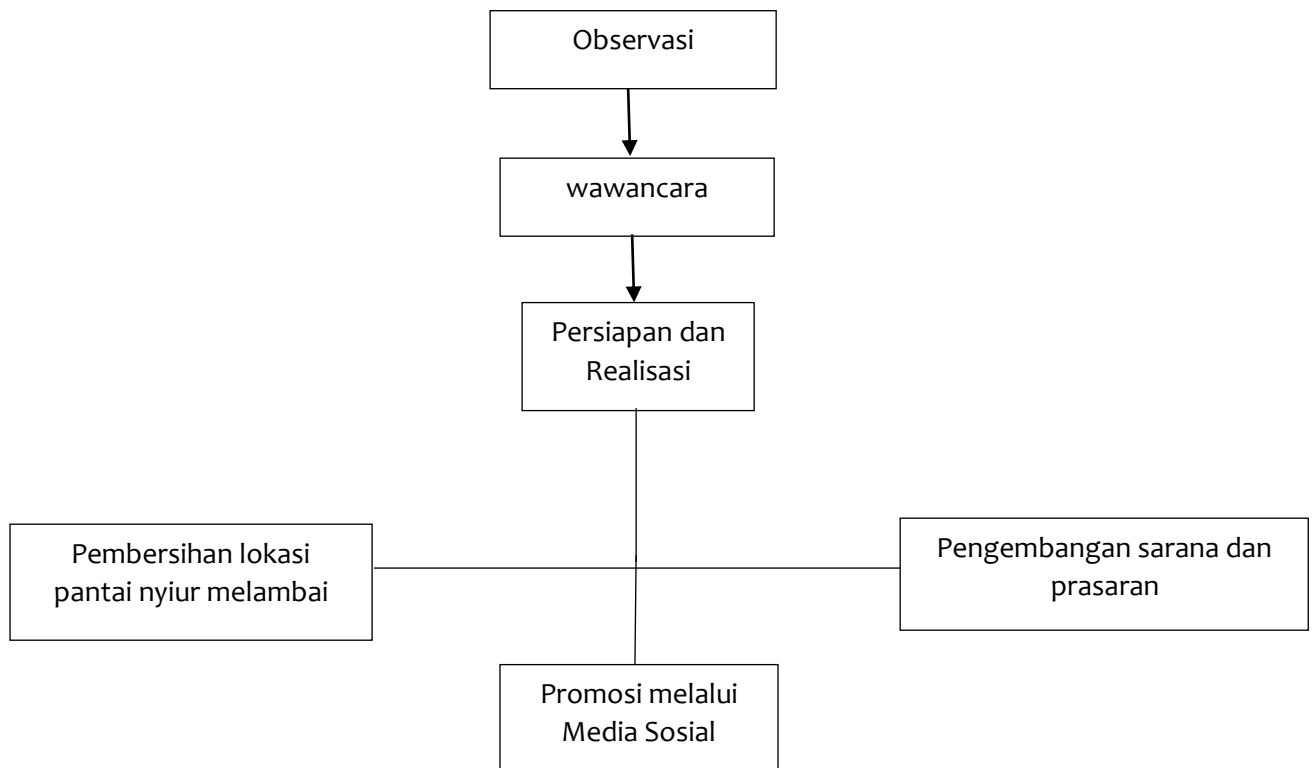 Observasi
wawancara
Persiapan dan
Realisasi
Pembersihan lokasi
pantai nyiur melambai
Pengembangan sarana dan
prasaran
Promosi melalui
Media Sosial